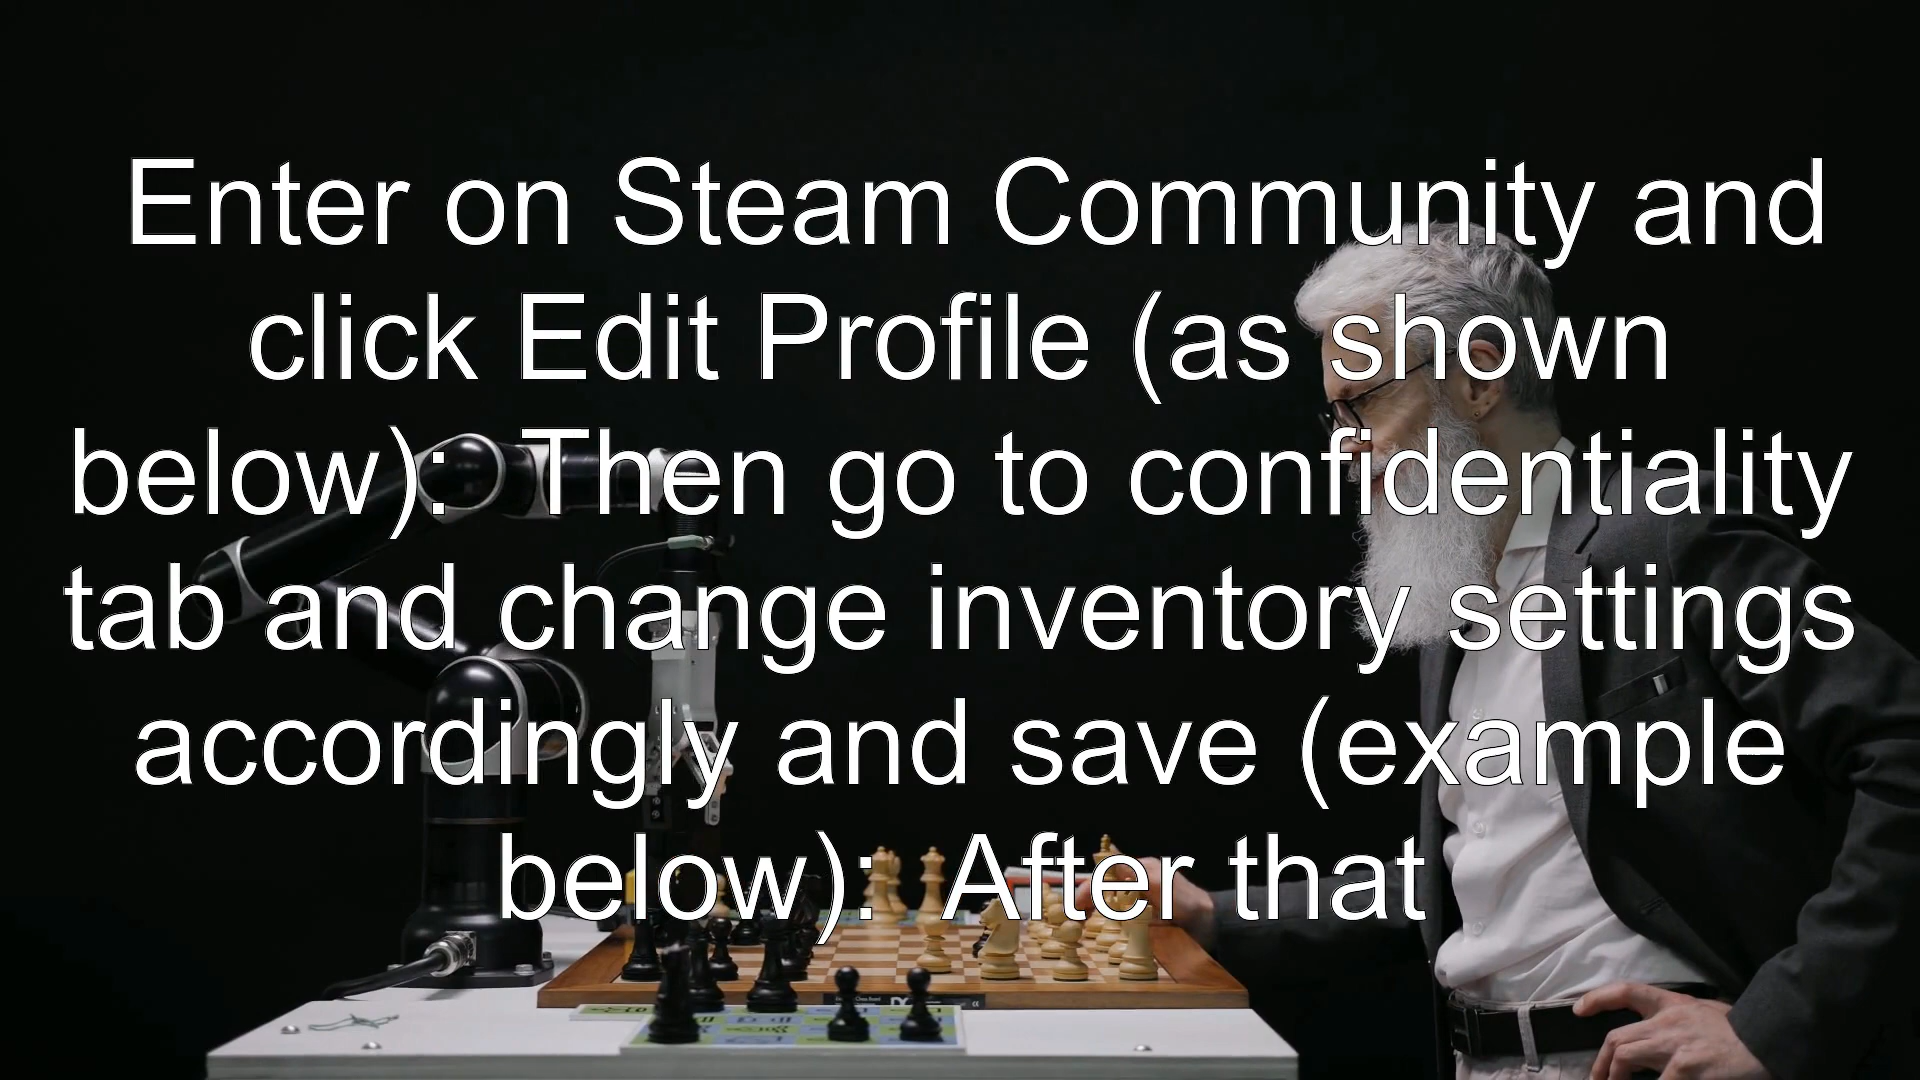 Enter on Steam Community and
click Edit Profile (as shown
below):  Then go to confidentiality
tab and change inventory settings
accordingly and save (example
below):  After that